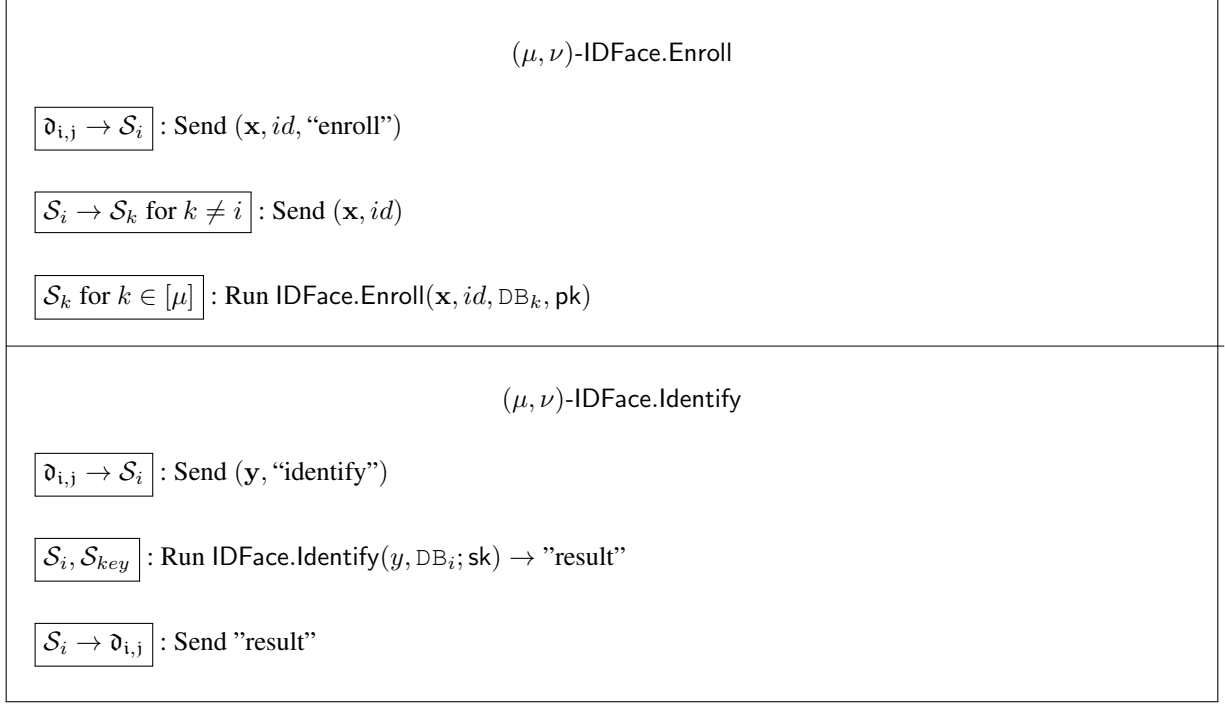 (μ, ν)-IDFace.Enroll
𝔡ᵢ,ⱼ → 𝒮ᵢ : Send (𝐱, id, “enroll”)
𝒮ᵢ → 𝒮ₖ for k ≠ i : Send (𝐱, id)
𝒮ₖ for k ∈ [μ] : Run IDFace.Enroll(𝐱, id, DBₖ, pk)
(μ, ν)-IDFace.Identify
𝔡ᵢ,ⱼ → 𝒮ᵢ : Send (𝐲, “identify”)
𝒮ᵢ, 𝒮ₖₑᵧ : Run IDFace.Identify(y, DBᵢ; sk) → ”result”
𝒮ᵢ → 𝔡ᵢ,ⱼ : Send ”result”